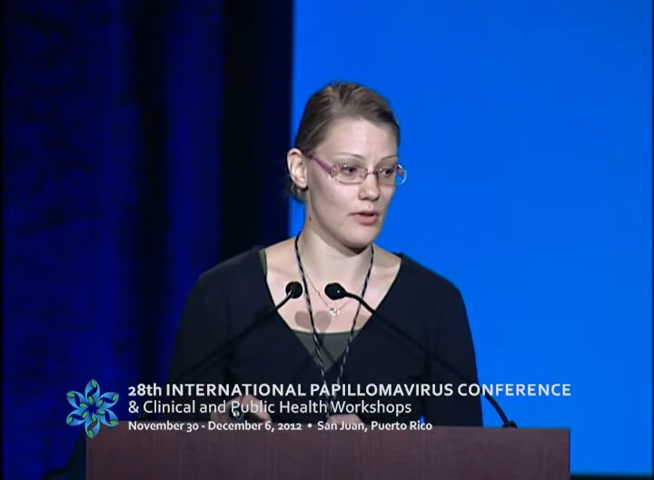 28th INTERNATIONAL PAPILLOMAVIRUS CONFERENCE
& Clinical and Public Health Workshops
November 30 - December 6, 2012 • San Juan, Puerto Rico